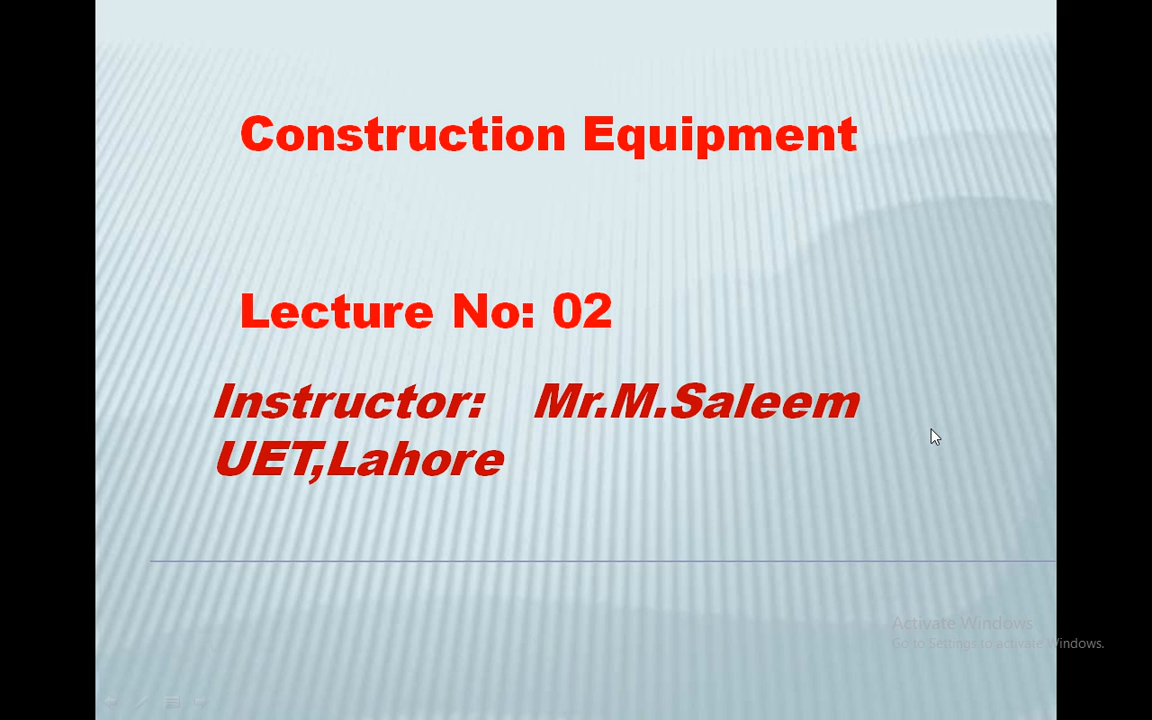 Construction Equipment
Lecture No: 02
Instructor: Mr.M.Saleem
UET,Lahore
Activate Windows
Go to Settings to activate Windows.